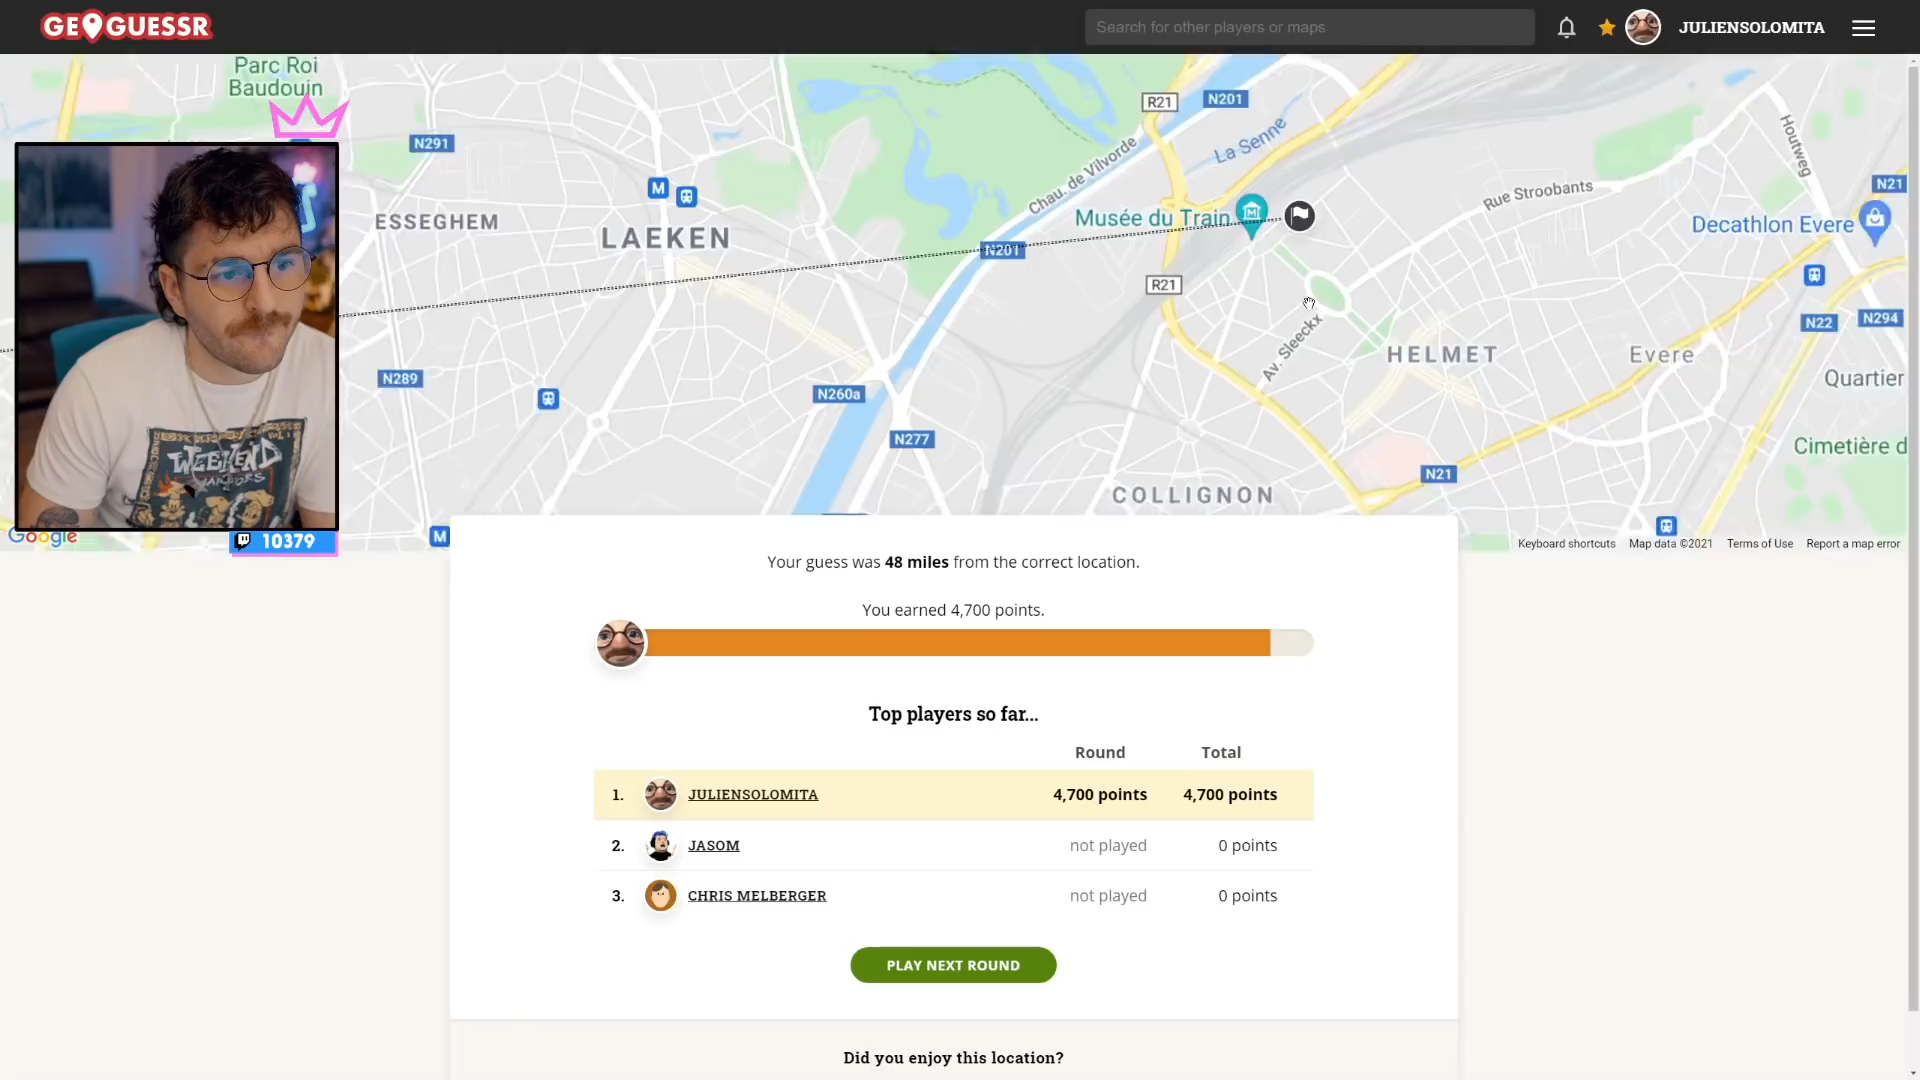 GEOGUESSR
Search for other players or maps
JULIENSOLOMITA
Parc Roi
Baudouin
N291
M
ESSEGHEM
LAEKEN
R21
N201
La Senne
Chau. de Vilvorde
Musée du Train
N201
R21
Av. Sleeckx
HELMET
Rue Stroobants
Houtweg
N21
Decathlon Evere
N22
N294
Evere
Quartier
N289
N260a
N277
COLLIGNON
N21
Cimetière d
M
WEEKEND
WARRIORS
Google
10379
Keyboard shortcuts
Map data ©2021
Terms of Use
Report a map error
Your guess was 48 miles from the correct location.
You earned 4,700 points.
Top players so far...
Round Total
1. JULIENSOLOMITA 4,700 points 4,700 points
2. JASOM not played 0 points
3. CHRIS MELBERGER not played 0 points
PLAY NEXT ROUND
Did you enjoy this location?